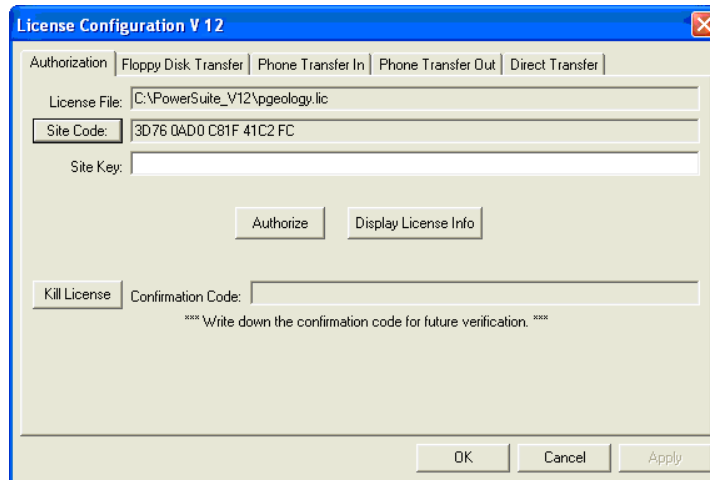 License Configuration V 12
Authorization Floppy Disk Transfer Phone Transfer In Phone Transfer Out Direct Transfer
License File: C:\PowerSuite_V12\pgeology.lic
Site Code: 3D76 0AD0 C81F 41C2 FC
Site Key:
Authorize Display License Info
Kill License Confirmation Code:
*** Write down the confirmation code for future verification. ***
OK Cancel Apply